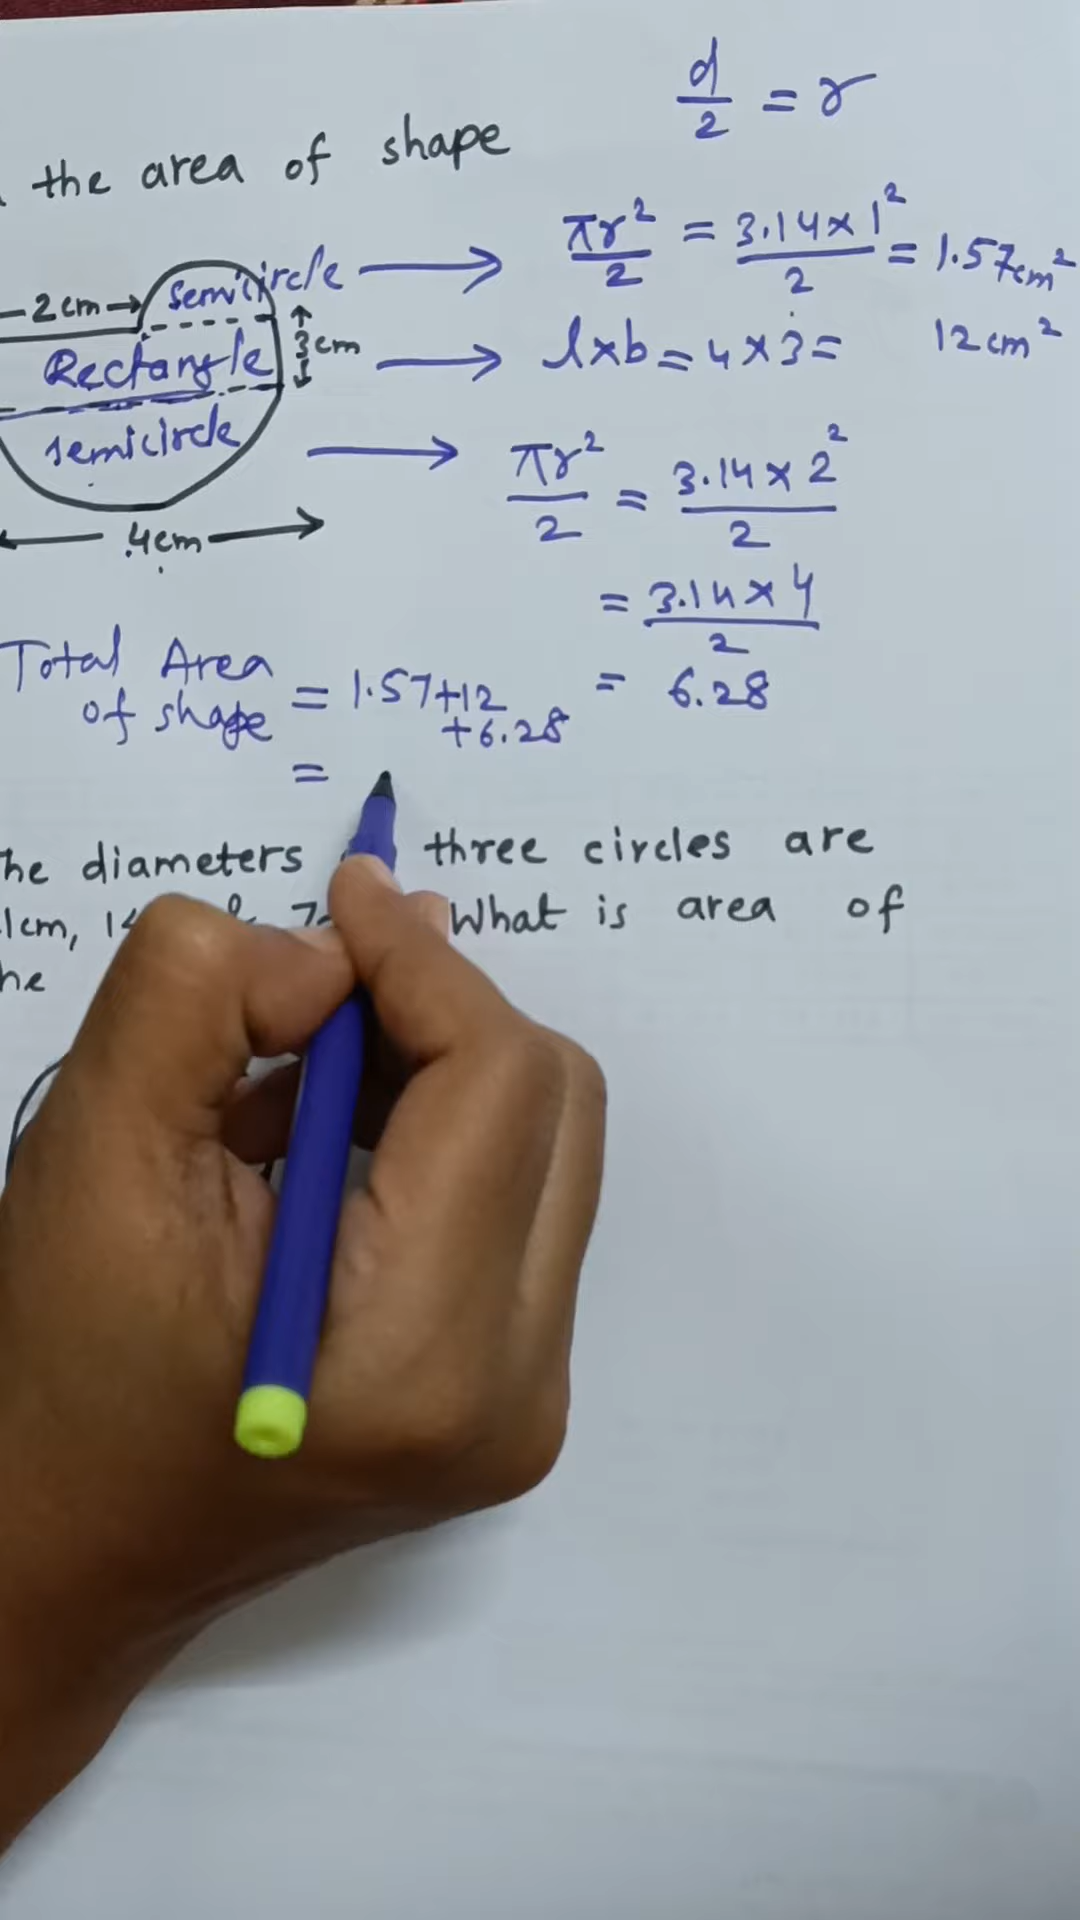 d/2 = r
the area of shape
semicircle → πr²/2 = 3.14×1²/2 = 1.57cm²
2cm →
Rectangle 3cm → l×b = 4×3 = 12cm²
semicircle → πr²/2 = 3.14×2²/2
4cm
= 3.14×4/2
Total Area
of shape = 1.57+12
+6.28
= 6.28
=
he diameters three circles are
1cm, What is area of
he